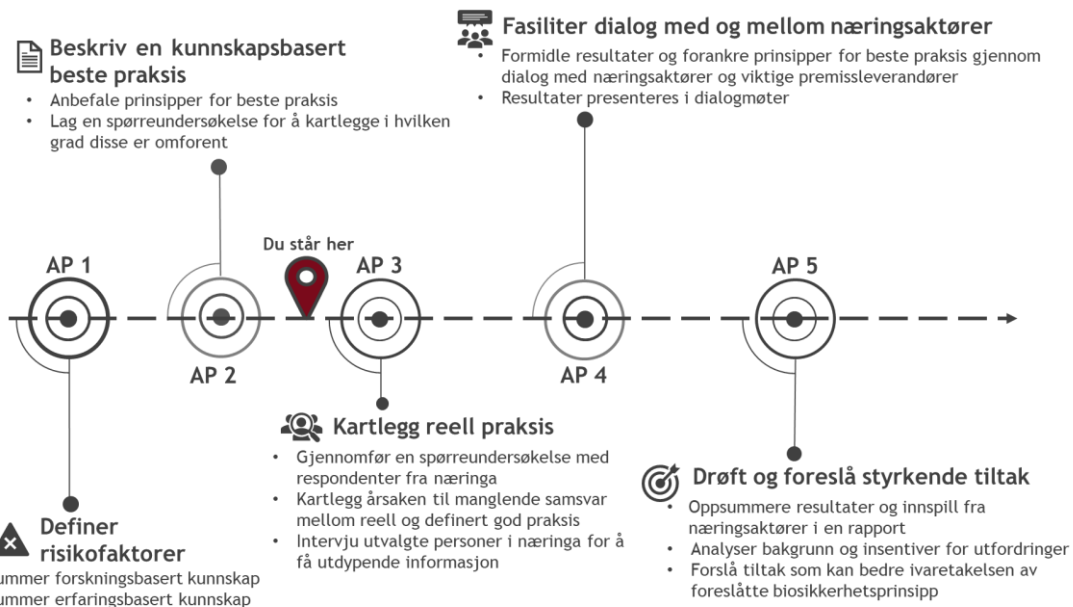 Beskriv en kunnskapsbasert
beste praksis
• Anbefale prinsipper for beste praksis
• Lag en spørreundersøkelse for å kartlegge i hvilken
grad disse er omforent
Fasiliter dialog med og mellom næringsaktører
• Formidle resultater og forankre prinsipper for beste praksis gjennom
dialog med næringsaktører og viktige premissleverandører
• Resultater presenteres i dialogmøter
Du står her
AP 1
AP 3
AP 5
AP 2
AP 4
Definer
risikofaktorer
ummer forskningsbasert kunnskap
ummer erfaringsbasert kunnskap
Kartlegg reell praksis
• Gjennomfør en spørreundersøkelse med
respondenter fra næringa
• Kartlegg årsaken til manglende samsvar
mellom reell og definert god praksis
• Intervju utvalgte personer i næringa for å
få utdypende informasjon
Drøft og foreslå styrkende tiltak
• Oppsummere resultater og innspill fra
næringsaktører i en rapport
• Analyser bakgrunn og insentiver for utfordringer
• Forslå tiltak som kan bedre ivaretakelsen av
foreslåtte biosikkerhetsprinsipp